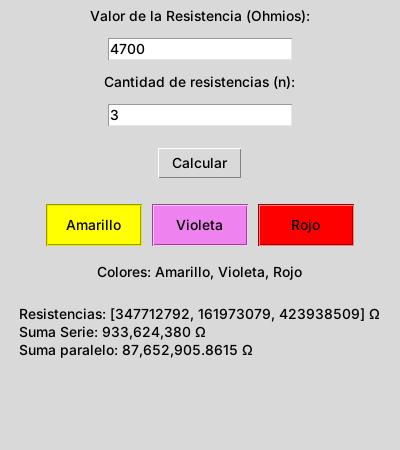 Valor de la Resistencia (Ohmios):
4700
Cantidad de resistencias (n):
3
Calcular
Amarillo Violeta Rojo
Colores: Amarillo, Violeta, Rojo
Resistencias: [347712792, 161973079, 423938509] Ω
Suma Serie: 933,624,380 Ω
Suma paralelo: 87,652,905.8615 Ω